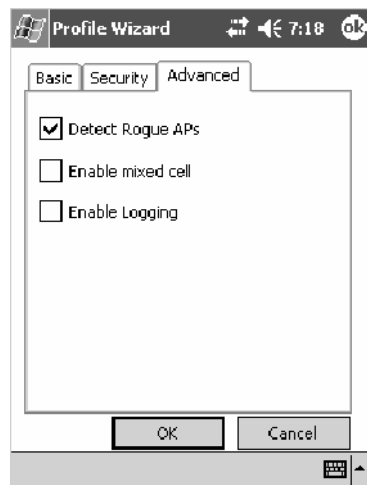 Profile Wizard 7:18 ok
Basic Security Advanced
Detect Rogue APs
Enable mixed cell
Enable Logging
OK Cancel